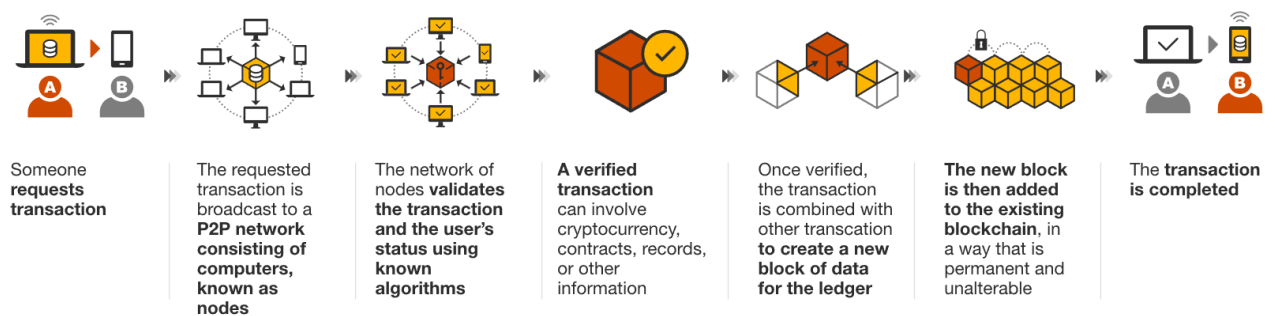 A
B
A
B
Someone
requests
transaction
The requested
transaction is
broadcast to a
P2P network
consisting of
computers,
known as
nodes
The network of
nodes validates
the transaction
and the user's
status using
known
algorithms
A verified
transaction
can involve
cryptocurrency,
contracts, records,
or other
information
Once verified,
the transaction
is combined with
other transcation
to create a new
block of data
for the ledger
The new block
is then added
to the existing
blockchain, in
a way that is
permanent and
unalterable
The transaction
is completed